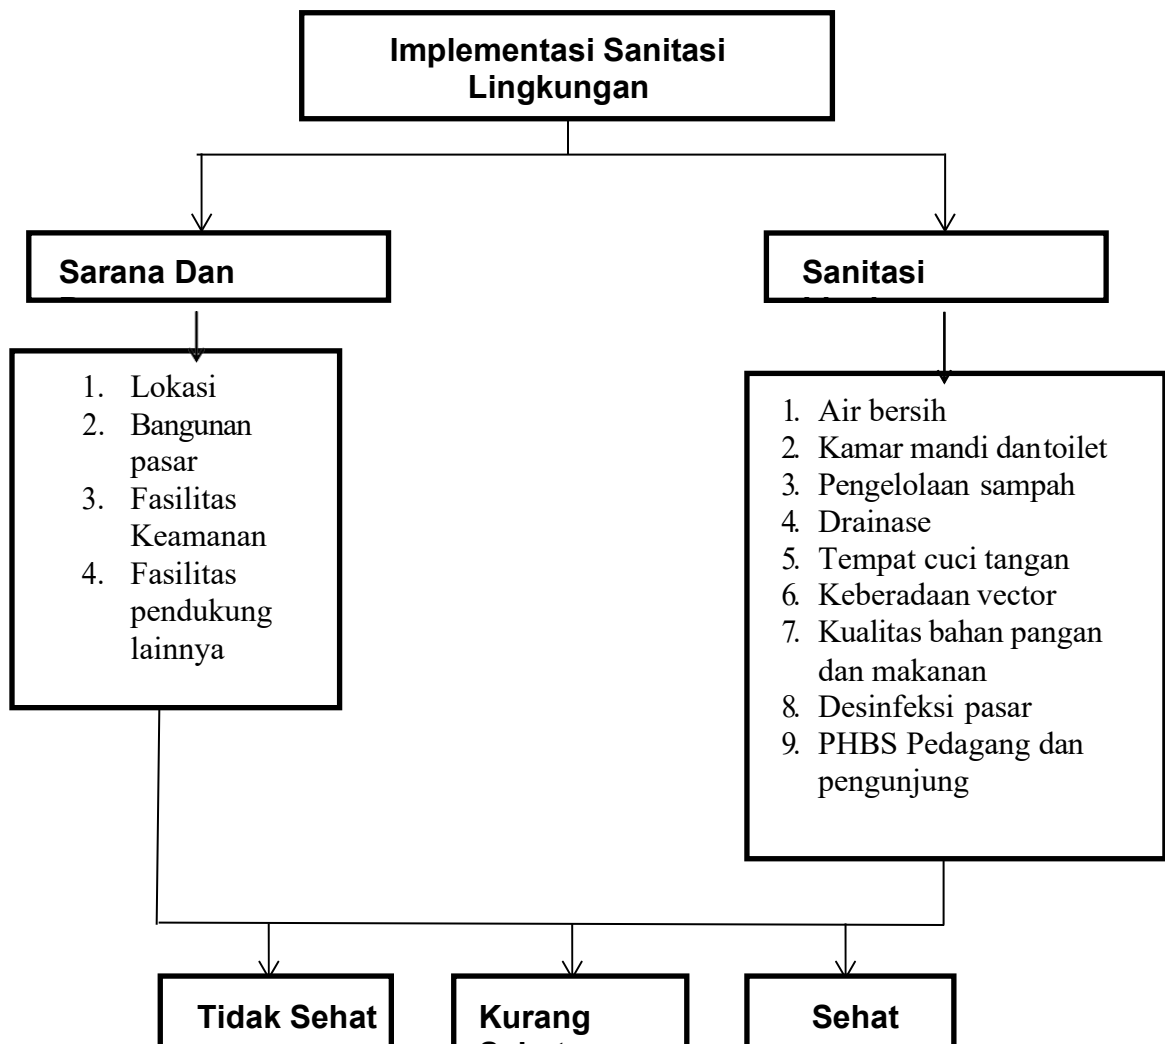 Implementasi Sanitasi
Lingkungan
Sarana Dan
Sanitasi
1. Lokasi
2. Bangunan
pasar
3. Fasilitas
Keamanan
4. Fasilitas
pendukung
lainnya
1. Air bersih
2. Kamar mandi dantoilet
3. Pengelolaan sampah
4. Drainase
5. Tempat cuci tangan
6. Keberadaan vector
7. Kualitas bahan pangan
dan makanan
8. Desinfeksi pasar
9. PHBS Pedagang dan
pengunjung
Tidak Sehat
Kurang
Sehat